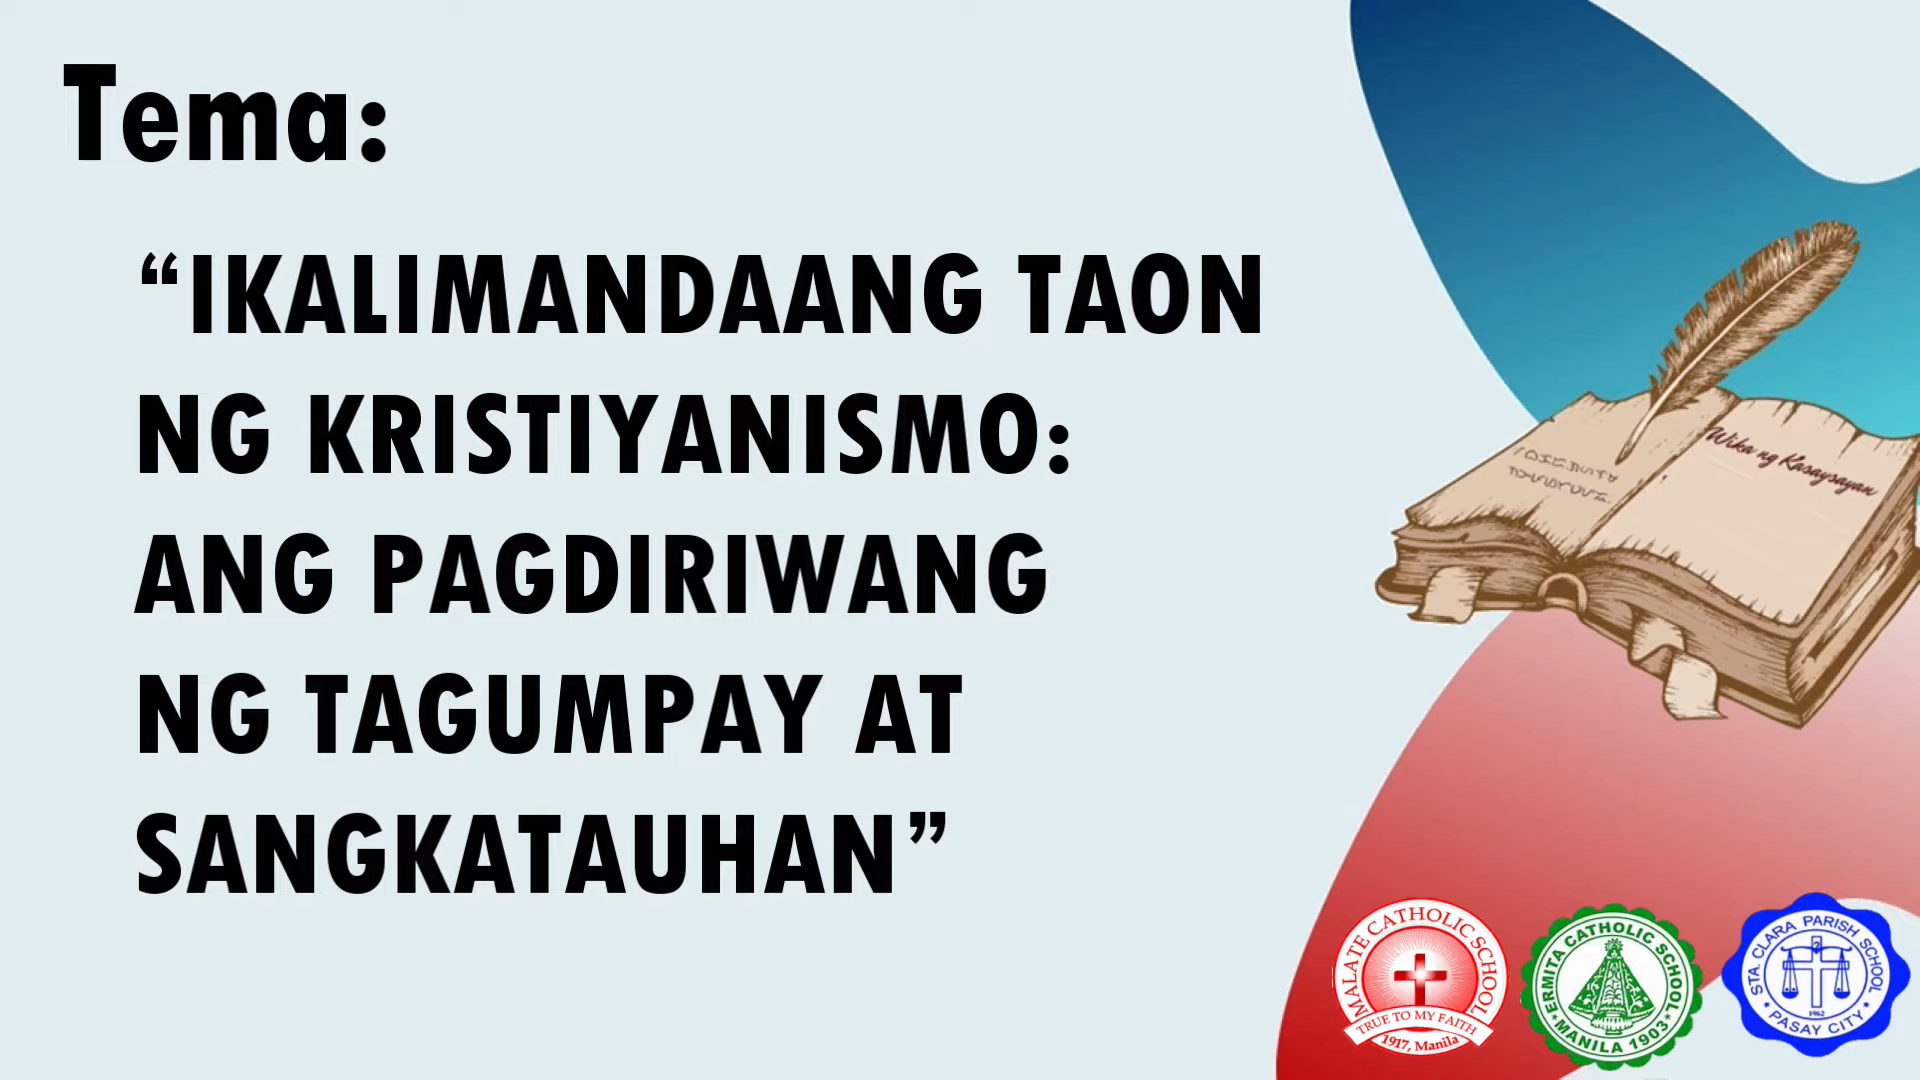 Tema:
“IKALIMANDAANG TAON
NG KRISTIYANISMO:
ANG PAGDIRIWANG
NG TAGUMPAY AT
SANGKATAUHAN”
Wika ng Kasaysayan
MALATE CATHOLIC SCHOOL
TRUE TO MY FAITH
1917, Manila
ERMITA CATHOLIC SCHOOL
MANILA 1903
STA. CLARA PARISH SCHOOL
1962
PASAY CITY